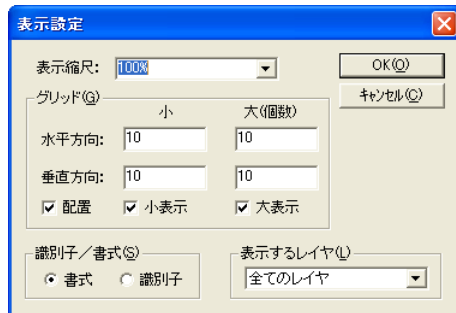 表示設定
表示縮尺: 100% OK(O)
グリッド(G) キャンセル(C)
小 大(個数)
水平方向: 10 10
垂直方向: 10 10
配置 小表示 大表示
識別子/書式(S) 表示するレイヤ(L)
書式 識別子 全てのレイヤ